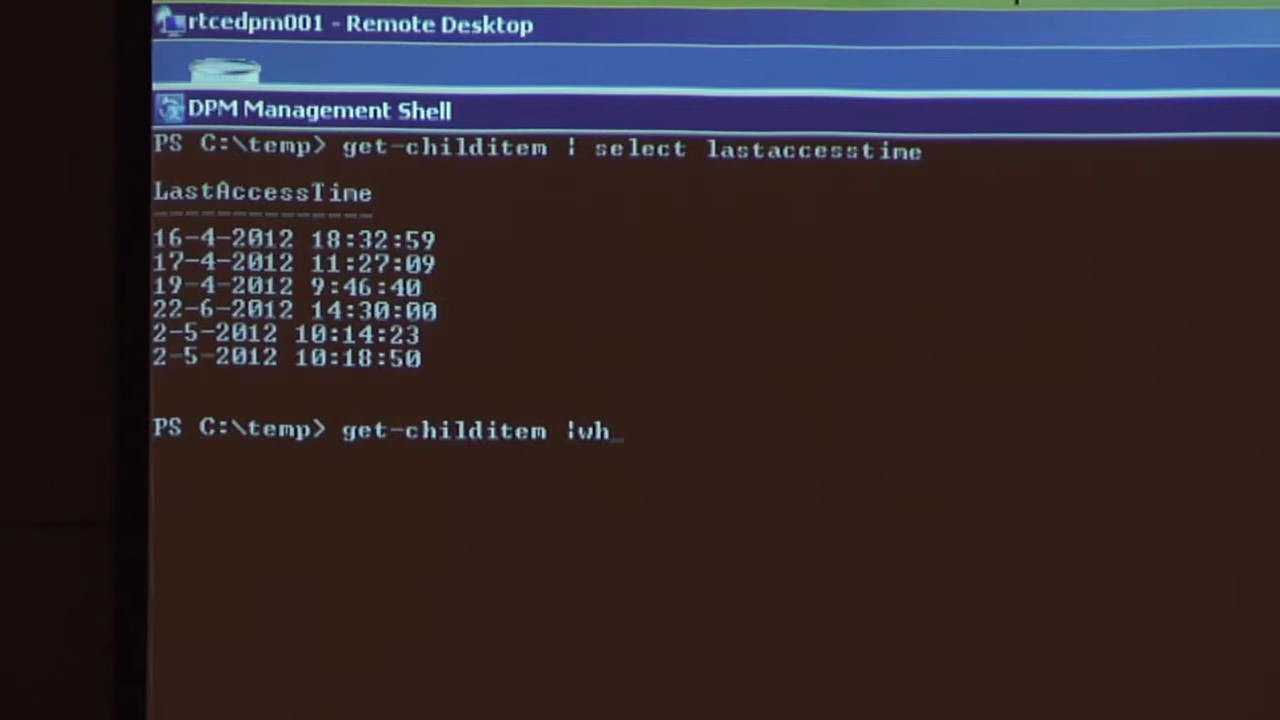 rtcedpm001 - Remote Desktop
DPM Management Shell
PS C:\temp> get-childitem | select lastaccesstime
LastAccessTime
--------------
16-4-2012 18:32:59
17-4-2012 11:27:09
19-4-2012 9:46:40
22-6-2012 14:30:00
2-5-2012 10:14:23
2-5-2012 10:18:50
PS C:\temp> get-childitem |wh_